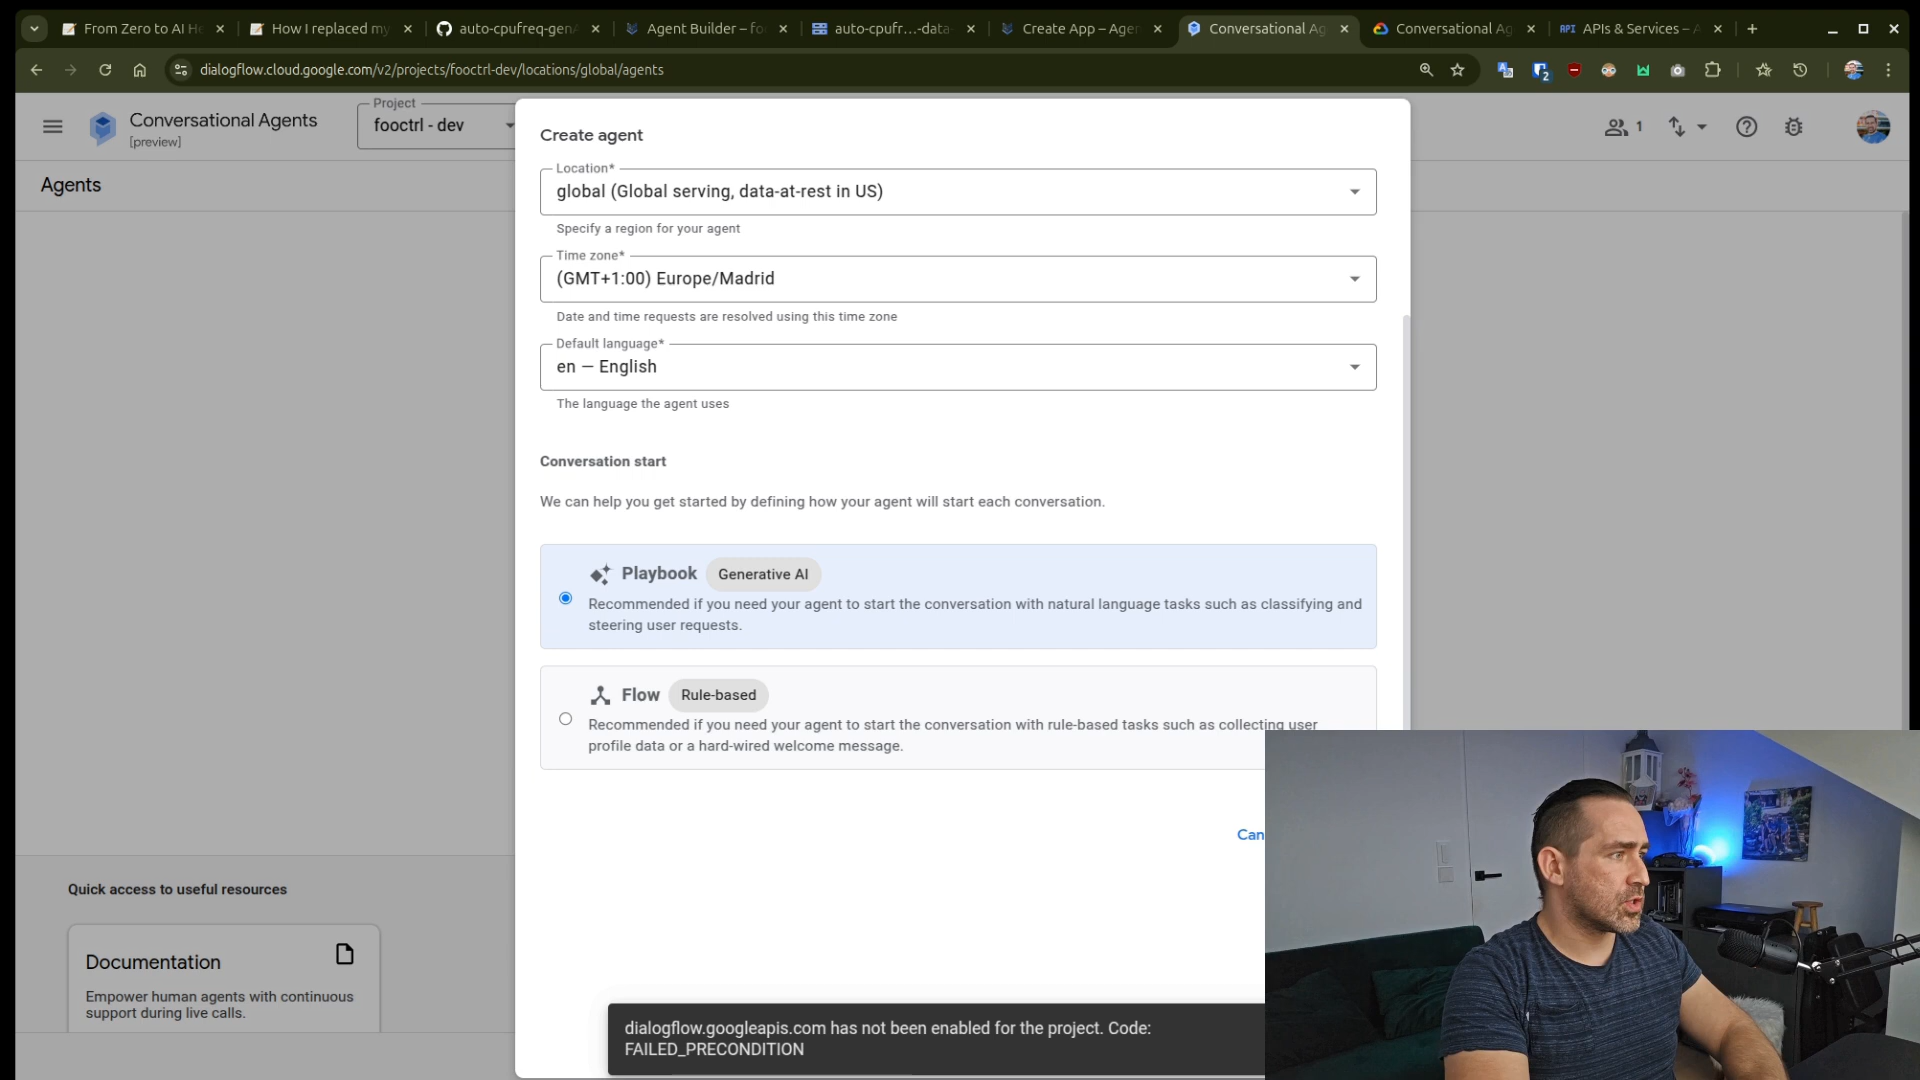 From Zero to AI He
How I replaced my
auto-cpufreq-genA
Agent Builder – fo
auto-cpufr...-data-
Create App – Agen
Conversational Ag
Conversational Ag
API APIs & Services – A
dialogflow.cloud.google.com/v2/projects/fooctrl-dev/locations/global/agents
Conversational Agents
[preview]
Project
fooctrl - dev
1
Agents
Create agent
Location*
global (Global serving, data-at-rest in US)
Specify a region for your agent
Time zone*
(GMT+1:00) Europe/Madrid
Date and time requests are resolved using this time zone
Default language*
en — English
The language the agent uses
Conversation start
We can help you get started by defining how your agent will start each conversation.
Playbook Generative AI
Recommended if you need your agent to start the conversation with natural language tasks such as classifying and
steering user requests.
Flow Rule-based
Recommended if you need your agent to start the conversation with rule-based tasks such as collecting user
profile data or a hard-wired welcome message.
Can
Quick access to useful resources
Documentation
Empower human agents with continuous
support during live calls.
dialogflow.googleapis.com has not been enabled for the project. Code:
FAILED_PRECONDITION